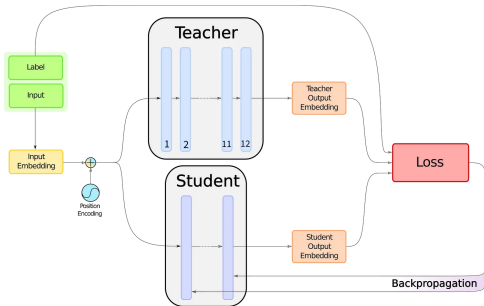 Teacher
Label
Input
1
2
11
12
Teacher
Output
Embedding
Input
Embedding
Position
Encoding
Loss
Student
Student
Output
Embedding
Backpropagation